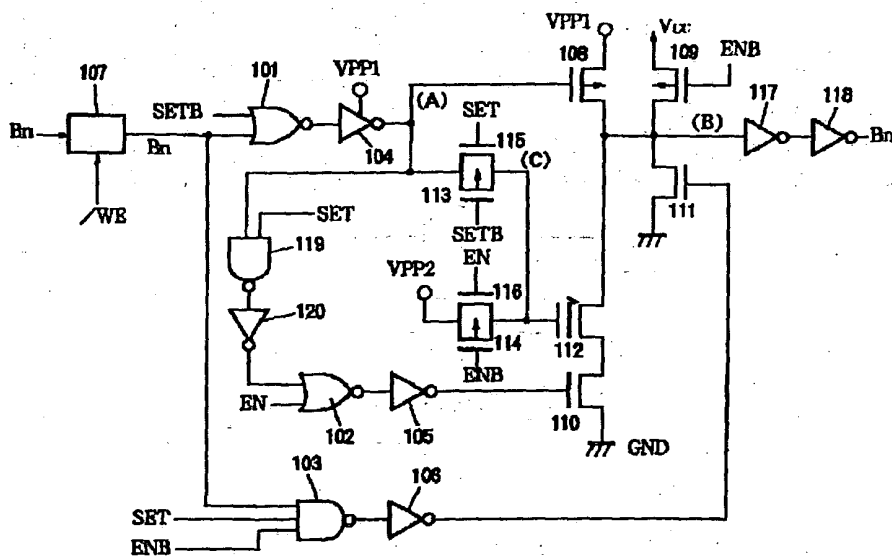 VPP1
Vcc
107
101
VPP1
108
109
ENB
SETB
(A)
SET
117
118
Bn
Bn
104
115
(C)
(B)
Bn
/WE
SET
113
111
119
SETB
EN
VPP2
116
120
114
112
ENB
EN
102
105
110
GND
103
106
SET
ENB